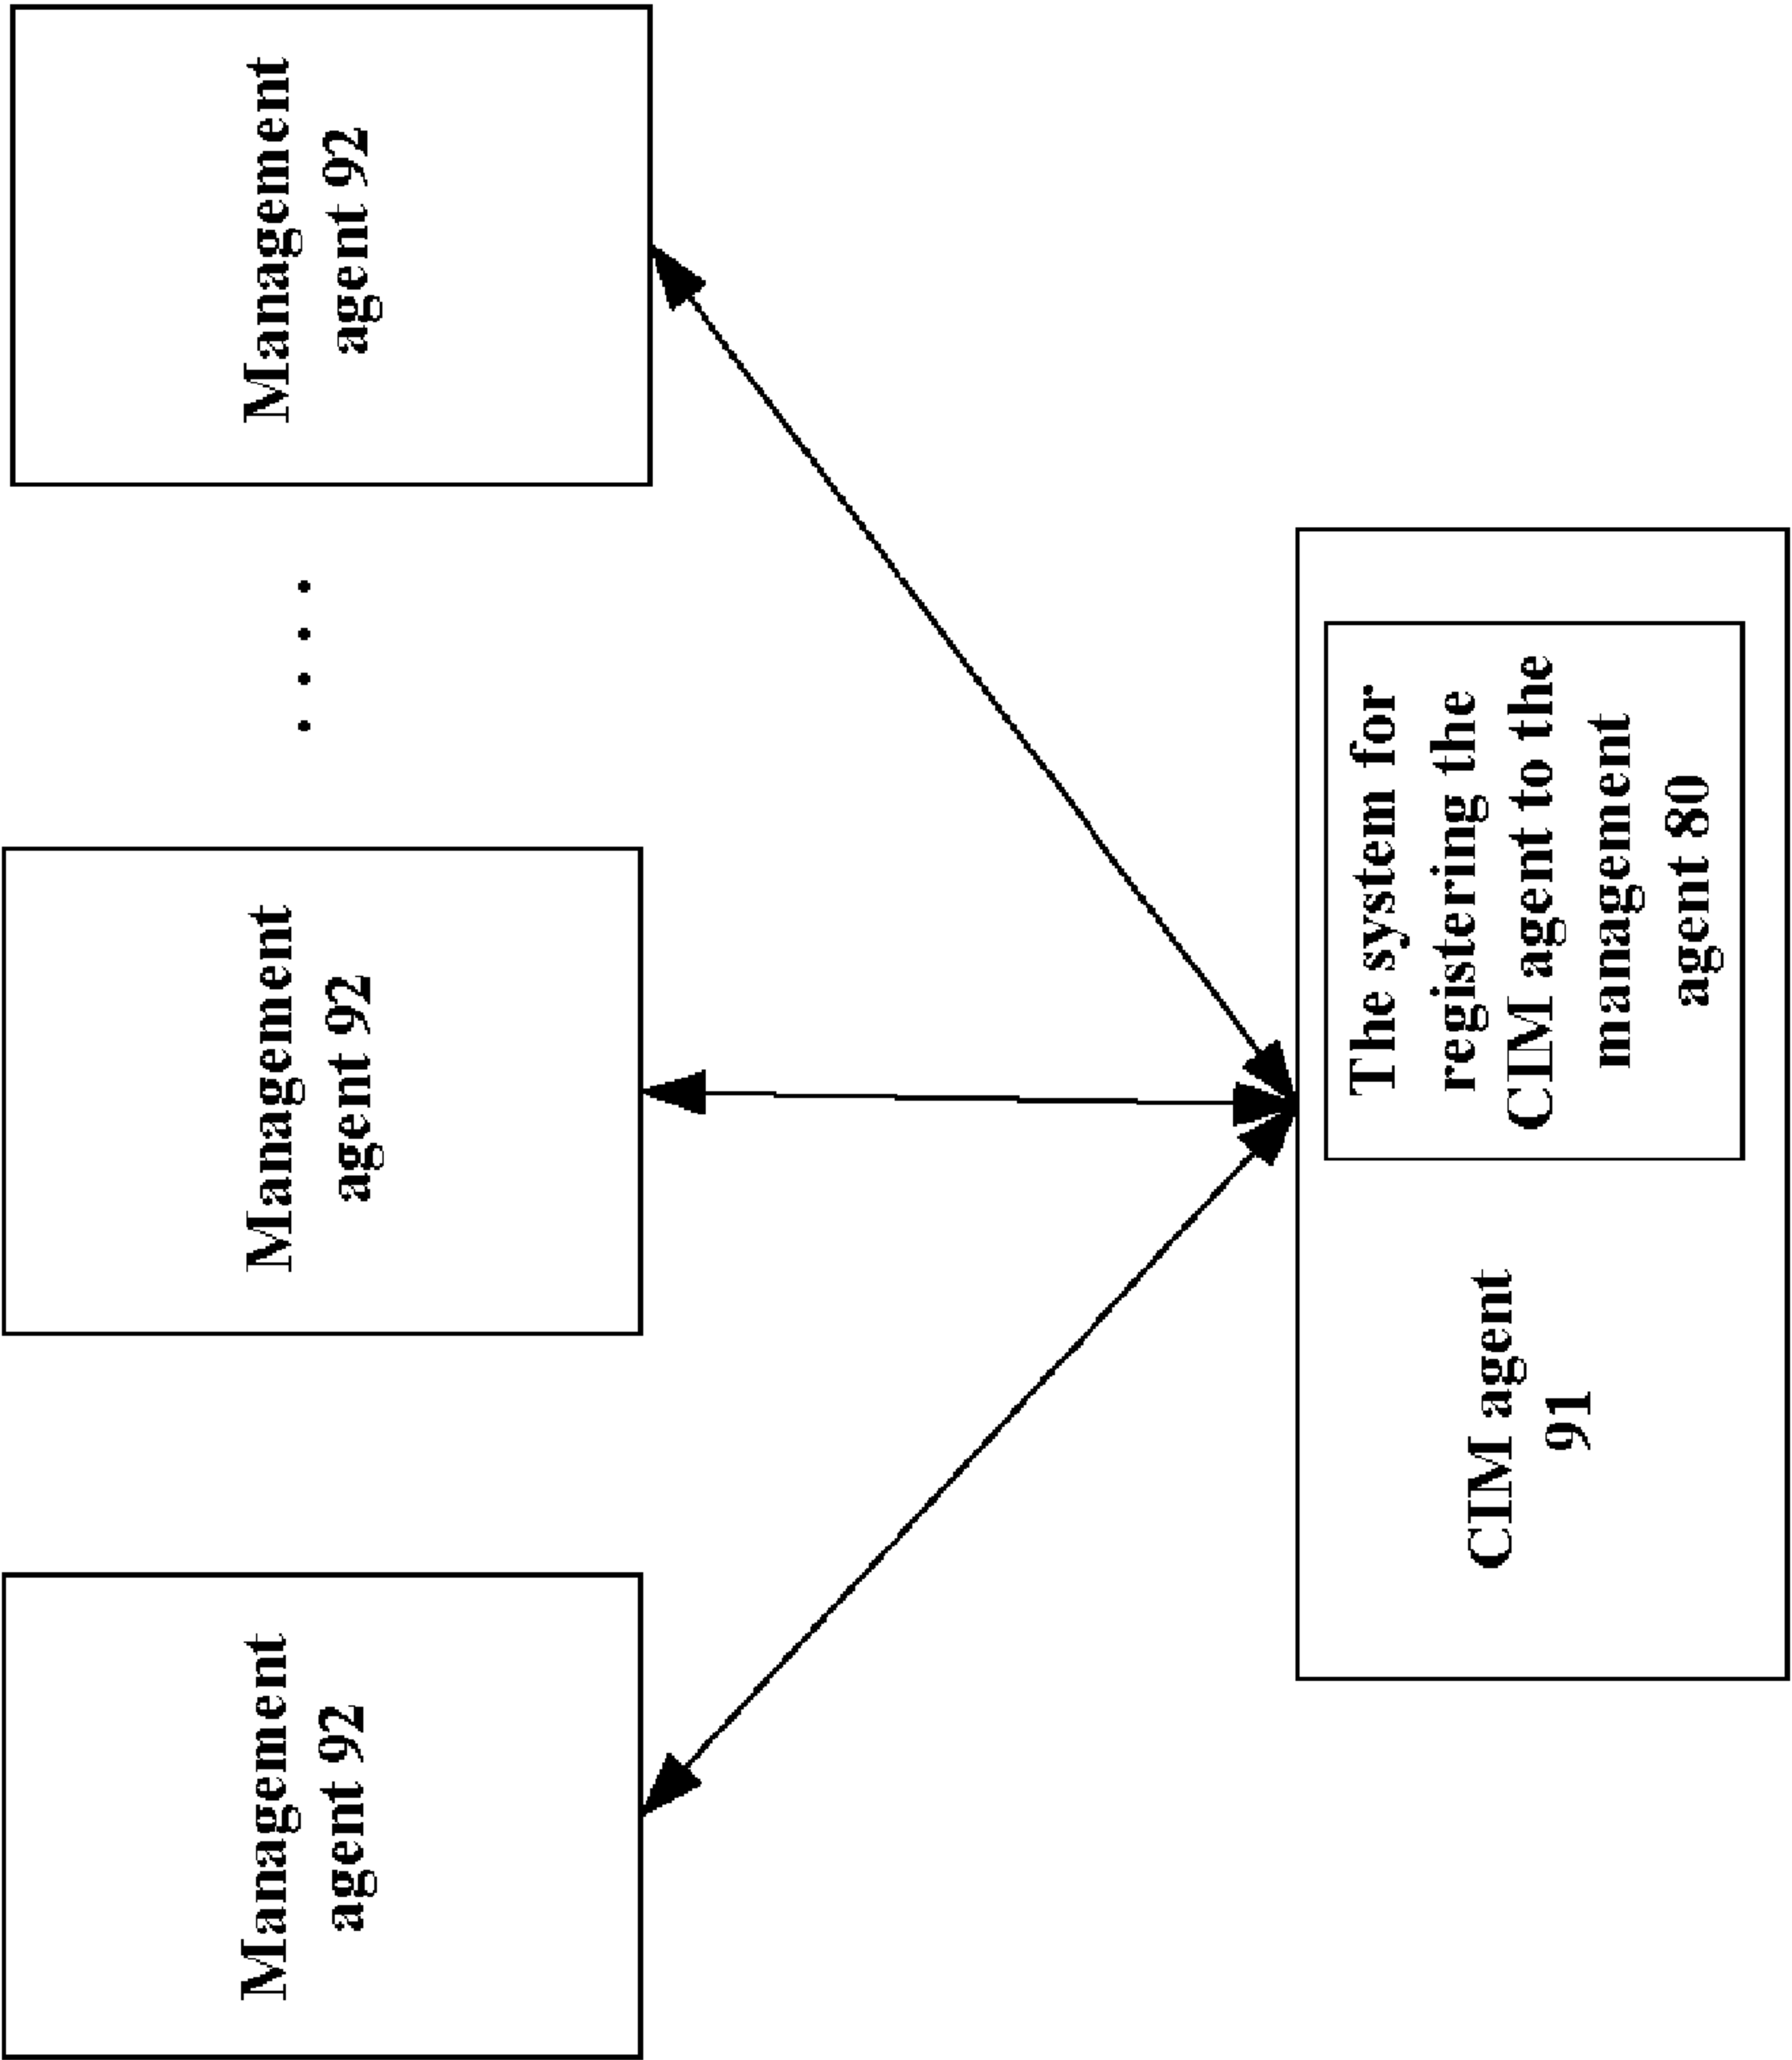 Management
agent 92
Management
agent 92
. . . .
Management
agent 92
CIM agent
91
The system for
registering the
CIM agent to the
management
agent 80